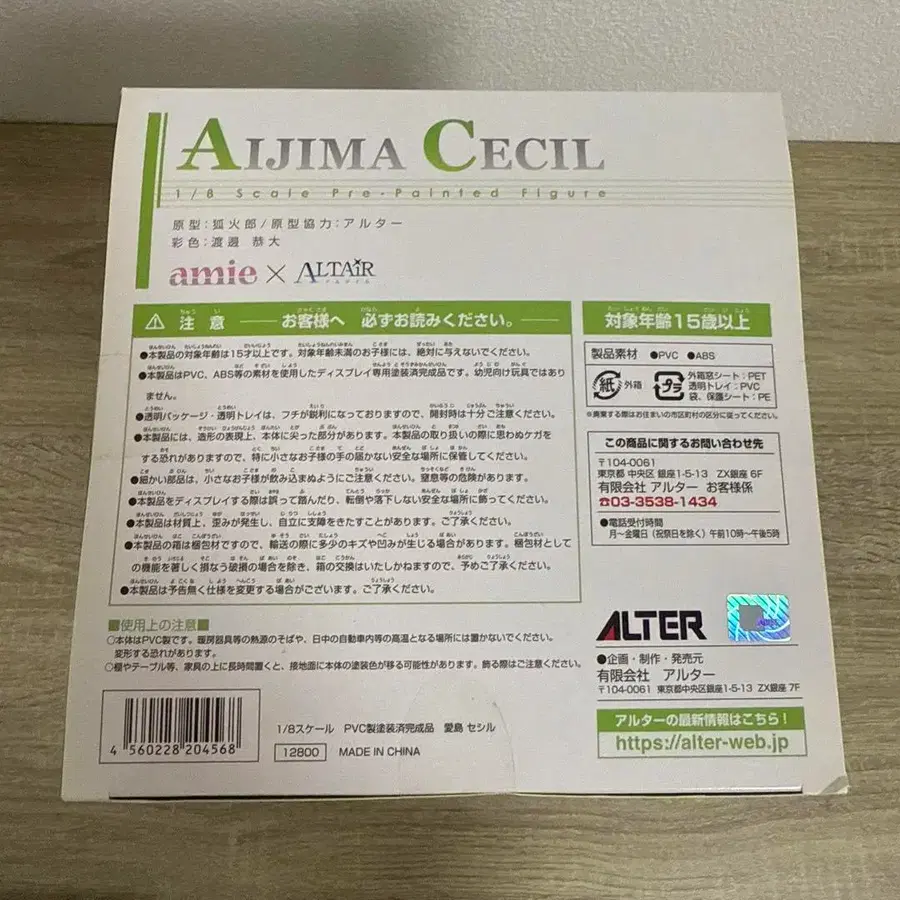 AIJIMA CECIL
1/8 Scale Pre-Painted Figure
原型:狐火郎/原型協力:アルター
彩色:渡邊 恭大
amie×ALTAiR
アルタイル
⚠ 注意 お客様へ 必ずお読みください。
●本製品の対象年齢は15才以上です。対象年齢未満のお子様には、絶対に与えないでください。
●本製品はPVC、ABS等の素材を使用したディスプレイ専用塗装済完成品です。幼児向け玩具ではあり
ません。
●透明パッケージ・透明トレイは、フチが鋭利になっておりますので、開封時は十分ご注意ください。
●本製品には、造形の表現上、本体に尖った部分があります。本製品の取り扱いの際に思わぬケガを
する恐れがありますので、特に小さなお子様の手の届かない安全な場所に保管してください。
●細かい部品は、小さなお子様が飲み込まぬようにご注意ください。窒息等の危険があります。
●本製品をディスプレイする際は誤って踏んだり、転倒や落下しない安全な場所に飾ってください。
●本製品は材質上、歪みが発生し、自立に支障をきたすことがあります。ご了承ください。
●本製品の箱は梱包材ですので、輸送の際に多少のキズや凹みが生じる場合があります。梱包材として
の機能を著しく損なう破損の場合を除き、箱の交換はいたしかねますので、予めご了承ください。
●本製品は予告無く仕様を変更する場合がございます。ご了承ください。
■使用上の注意■
○本体はPVC製です。暖房器具等の熱源のそばや、日中の自動車内等の高温となる場所には置かないでください。
変形する恐れがあります。
○棚やテーブル等、家具の上に長時間置くと、接地面に本体の塗装色が移る可能性があります。飾る際はご注意ください。
4 560228 204568
1/8スケール PVC製塗装済完成品 愛島 セシル
12800 MADE IN CHINA
対象年齢15歳以上
製品素材 ●PVC ●ABS
紙 外箱 プラ 外箱窓シート:PET
透明トレイ:PVC
袋、保護シート:PE
※廃棄する際はお住まいの市区町村の区分に従ってください。
この商品に関するお問い合わせ先
〒104-0061
東京都 中央区 銀座1-5-13 ZX銀座 6F
有限会社 アルター お客様係
☎03-3538-1434
●電話受付時間
月~金曜日(祝祭日を除く)午前10時~午後5時
ALTER
●企画・制作・発売元
有限会社 アルター
〒104-0061 東京都中央区銀座1-5-13 ZX銀座 7F
アルターの最新情報はこちら!
https://alter-web.jp